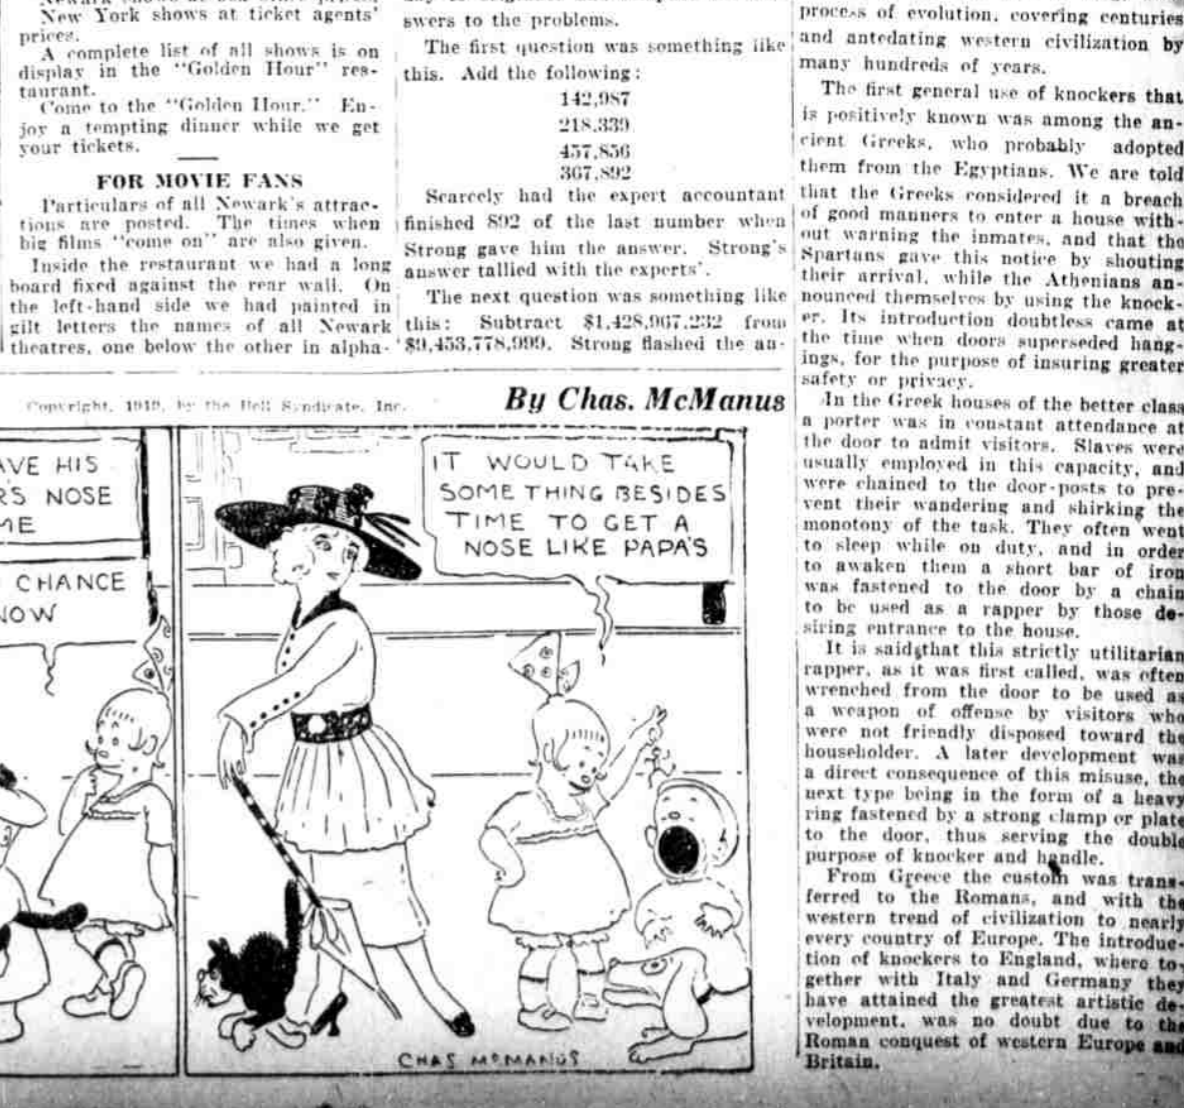 New York shows at ticket agents'
prices.
A complete list of all shows is on
display in the "Golden Hour" res-
taurant.
Come to the "Golden Hour." En-
joy a tempting dinner while we get
your tickets.
FOR MOVIE FANS
Particulars of all Newark's attrac-
tions are posted. The times when
big films "come on" are also given.
Inside the restaurant we had a long
board fixed against the rear wall. On
the left-hand side we had painted in
gilt letters the names of all Newark
theatres, one below the other in alpha-
swers to the problems.
The first question was something like
this. Add the following:
142,987
218,339
457,856
367,892
Scarcely had the expert accountant
finished 892 of the last number when
Strong gave him the answer. Strong's
answer tallied with the experts'.
The next question was something like
this: Subtract $1,428,967,232 from
$9,453,778,999. Strong flashed the an-
process of evolution, covering centuries
and antedating western civilization by
many hundreds of years.
The first general use of knockers that
is positively known was among the an-
cient Greeks, who probably adopted
them from the Egyptians. We are told
that the Greeks considered it a breach
of good manners to enter a house with-
out warning the inmates, and that the
Spartans gave this notice by shouting
their arrival, while the Athenians an-
nounced themselves by using the knock-
er. Its introduction doubtless came at
the time when doors superseded hang-
ings, for the purpose of insuring greater
safety or privacy.
In the Greek houses of the better class
a porter was in constant attendance at
the door to admit visitors. Slaves were
usually employed in this capacity, and
were chained to the door-posts to pre-
vent their wandering and shirking the
monotony of the task. They often went
to sleep while on duty, and in order
to awaken them a short bar of iron
was fastened to the door by a chain
to be used as a rapper by those de-
siring entrance to the house.
It is said that this strictly utilitarian
rapper, as it was first called, was often
wrenched from the door to be used as
a weapon of offense by visitors who
were not friendly disposed toward the
householder. A later development was
a direct consequence of this misuse, the
next type being in the form of a heavy
ring fastened by a strong clamp or plate
to the door, thus serving the double
purpose of knocker and handle.
From Greece the custom was trans-
ferred to the Romans, and with the
western trend of civilization to nearly
every country of Europe. The introduc-
tion of knockers to England, where to-
gether with Italy and Germany they
have attained the greatest artistic de-
velopment, was no doubt due to the
Roman conquest of western Europe and
Britain.
Copyright, 1919, by the Bell Syndicate, Inc.
By Chas. McManus
AVE HIS
R'S NOSE
ME
CHANCE
NOW
IT WOULD TAKE
SOMETHING BESIDES
TIME TO GET A
NOSE LIKE PAPA'S
CHAS MCMANUS